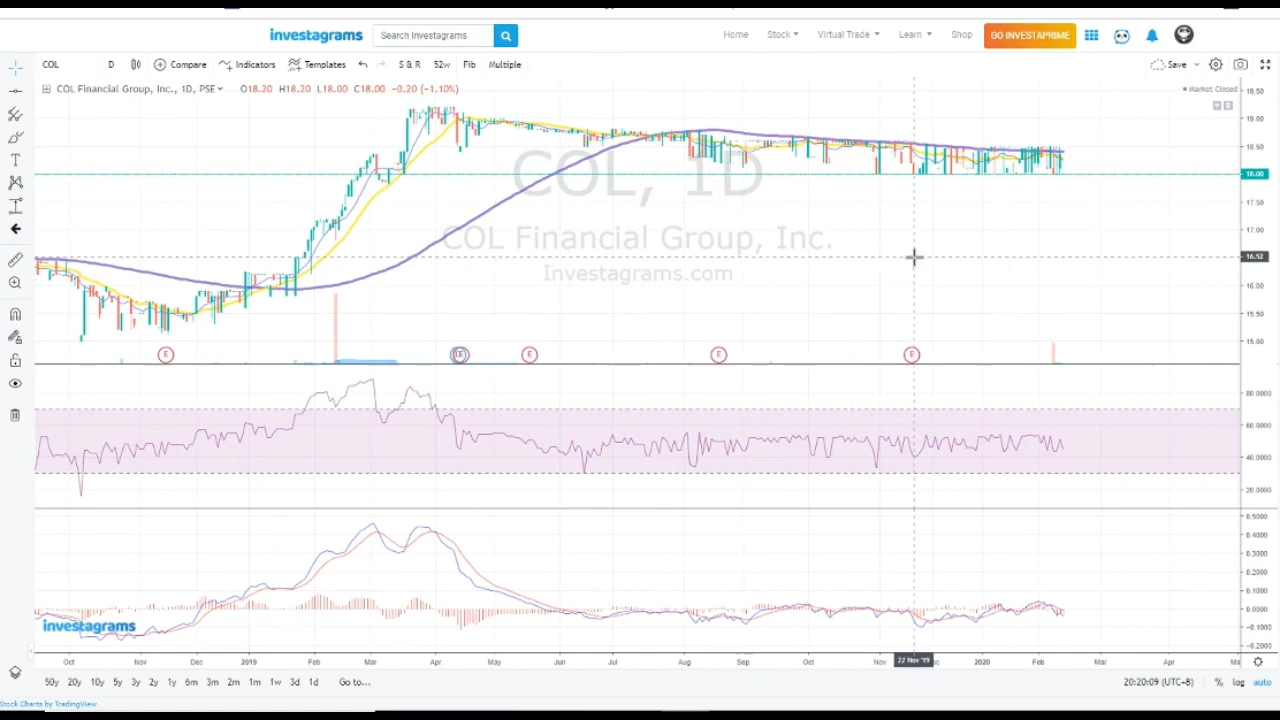 investagrams Search Investagrams Home Stock Virtual Trade Learn Shop GO INVESTAPRIME
COL D Compare Indicators Templates S & R 52w Fib Multiple Save
COL Financial Group, Inc., 1D, PSE O18.20 H18.20 L18.00 C18.00 -0.20 (-1.10%) Market Closed
19.50
19.00
18.50
18.00
17.50
17.00
16.52
16.00
15.50
15.00
COL, 1D
COL Financial Group, Inc.
Investagrams.com
E E E E
80.0000
60.0000
40.0000
20.0000
0.5000
0.4000
0.3000
0.2000
0.1000
0.0000
-0.1000
-0.2000
investagrams
Oct Nov Dec 2019 Feb Mar Apr May Jun Jul Aug Sep Oct Nov 22 Nov '19 2020 Feb Mar Apr
50y 20y 10y 5y 3y 2y 1y 6m 3m 2m 1m 1w 3d 1d Go to... 20:20:09 (UTC-8) % log auto
Stock Charts by TradingView